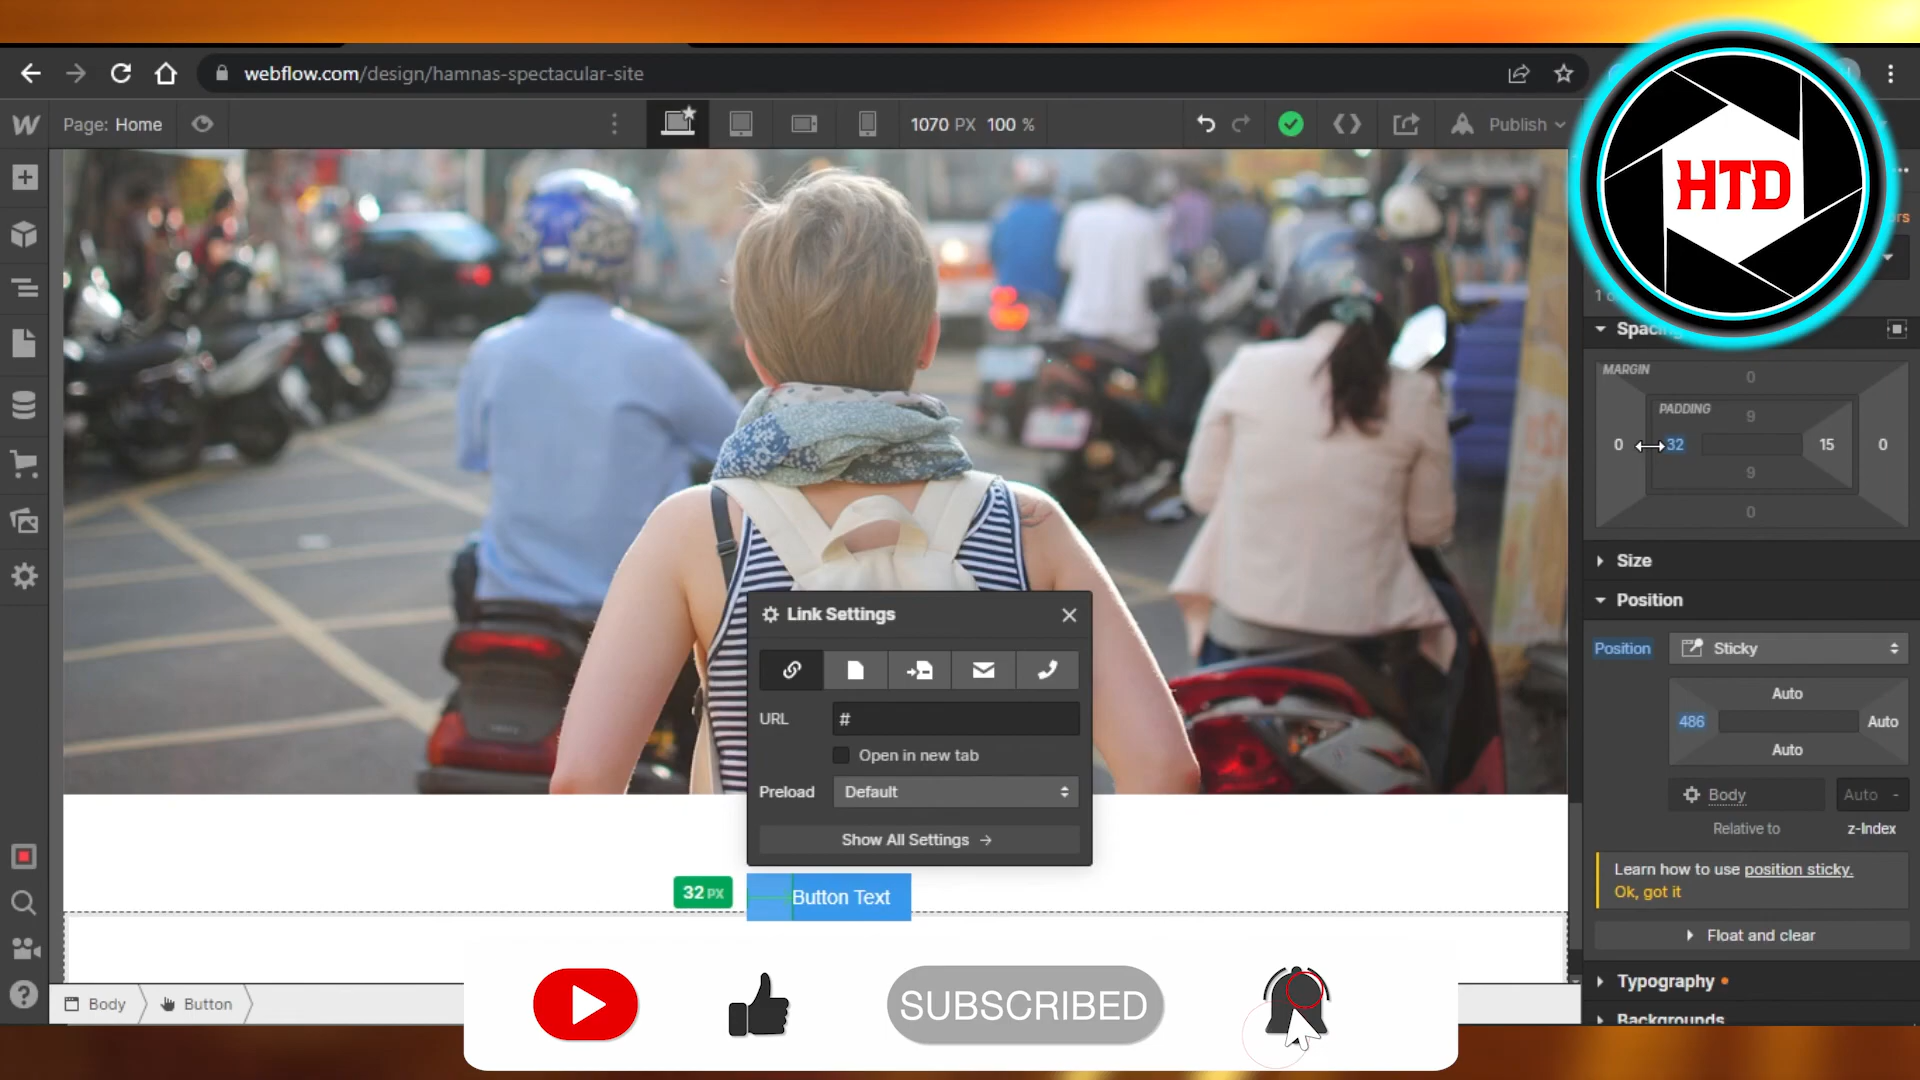 webflow.com/design/hamnas-spectacular-site
Page: Home
1070 PX 100 %
Publish
HTD
MARGIN
0
PADDING
9
0
32
15
0
9
0
Size
Position
Position
Sticky
Auto
486
Auto
Auto
Body
Auto -
Relative to
z-Index
Learn how to use position sticky.
Ok, got it
Float and clear
Typography
Backgrounds
Link Settings
URL
#
Open in new tab
Preload
Default
Show All Settings →
32 PX
Button Text
Body
Button
SUBSCRIBED